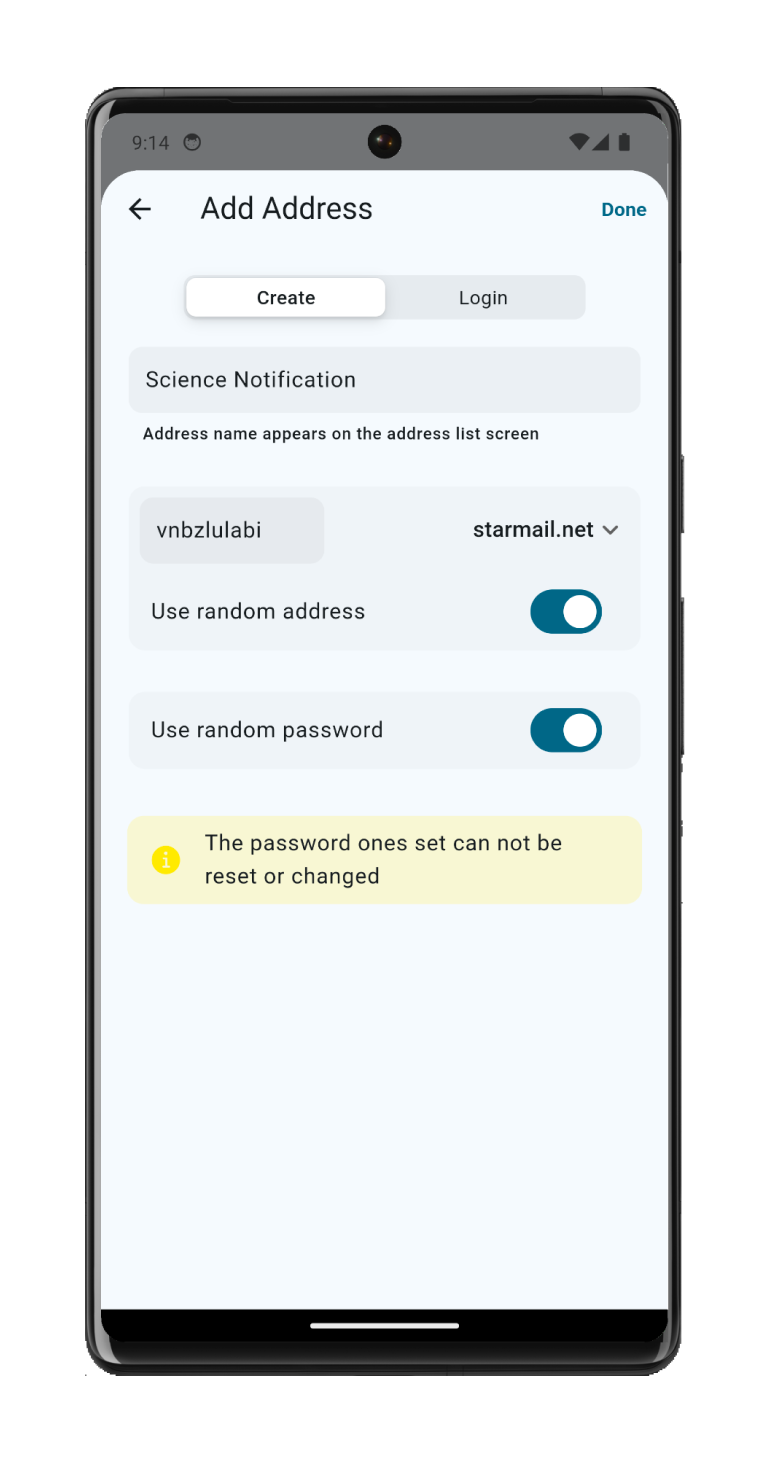 9:14
Add Address
Done
Create
Login
Science Notification
Address name appears on the address list screen
vnbzlulabi
starmail.net
Use random address
Use random password
The password ones set can not be
reset or changed